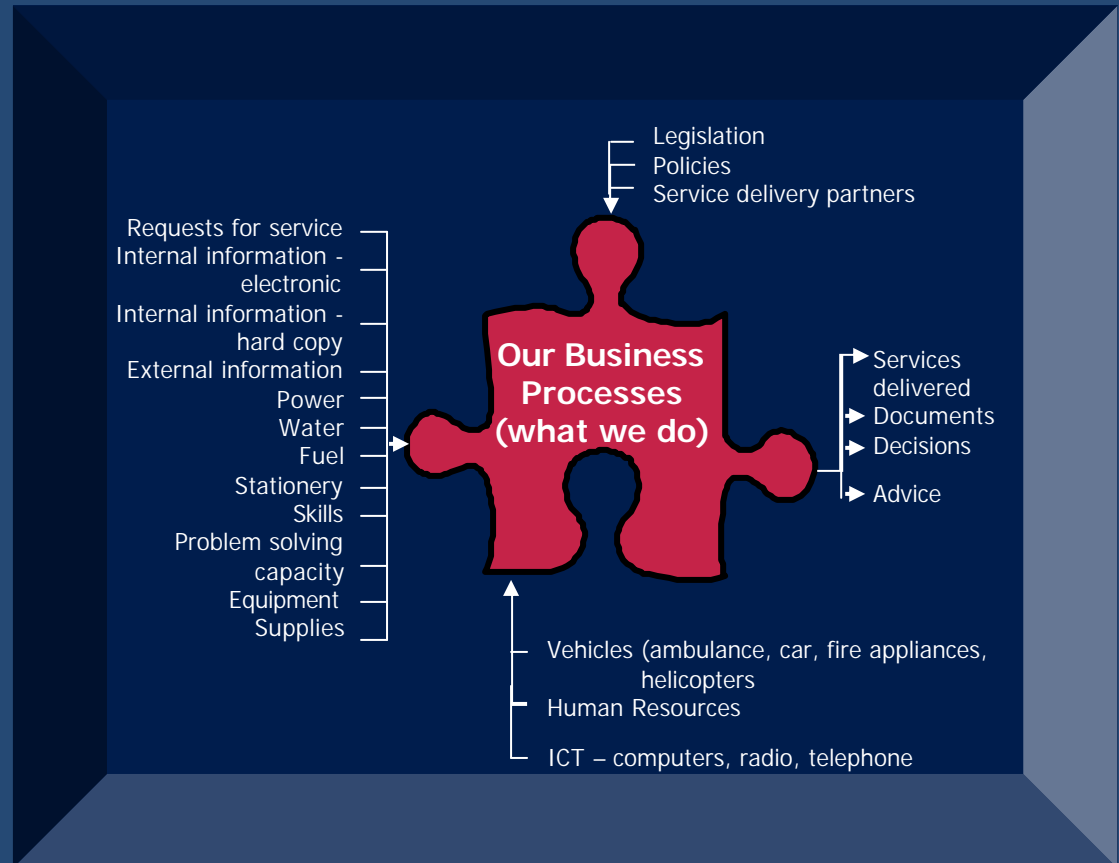 Legislation
Policies
Service delivery partners
Requests for service
Internal information -
electronic
Internal information -
hard copy
External information
Power
Water
Fuel
Stationery
Skills
Problem solving
capacity
Equipment
Supplies
Our Business
Processes
(what we do)
Services
delivered
Documents
Decisions
Advice
Vehicles (ambulance, car, fire appliances,
helicopters
Human Resources
ICT – computers, radio, telephone